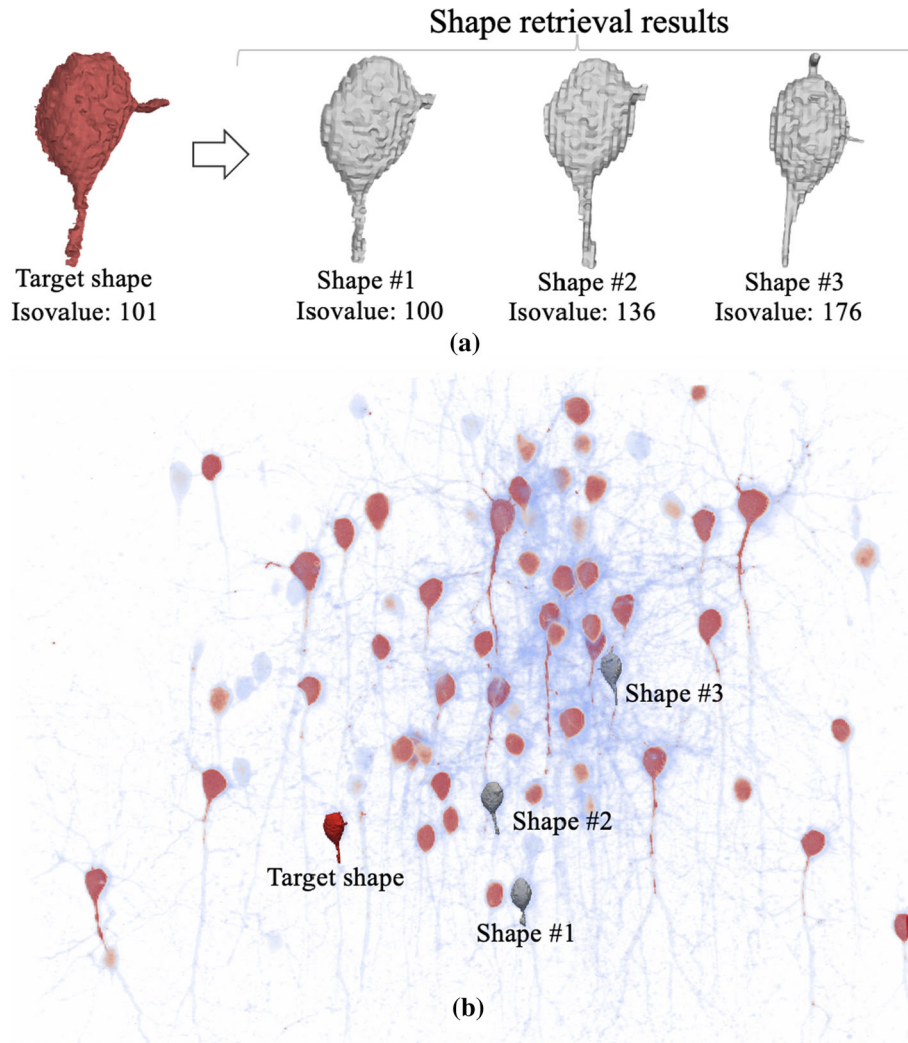 Shape retrieval results
Target shape
Isovalue: 101
Shape #1
Isovalue: 100
Shape #2
Isovalue: 136
Shape #3
Isovalue: 176
(a)
Shape #3
Shape #2
Target shape
Shape #1
(b)